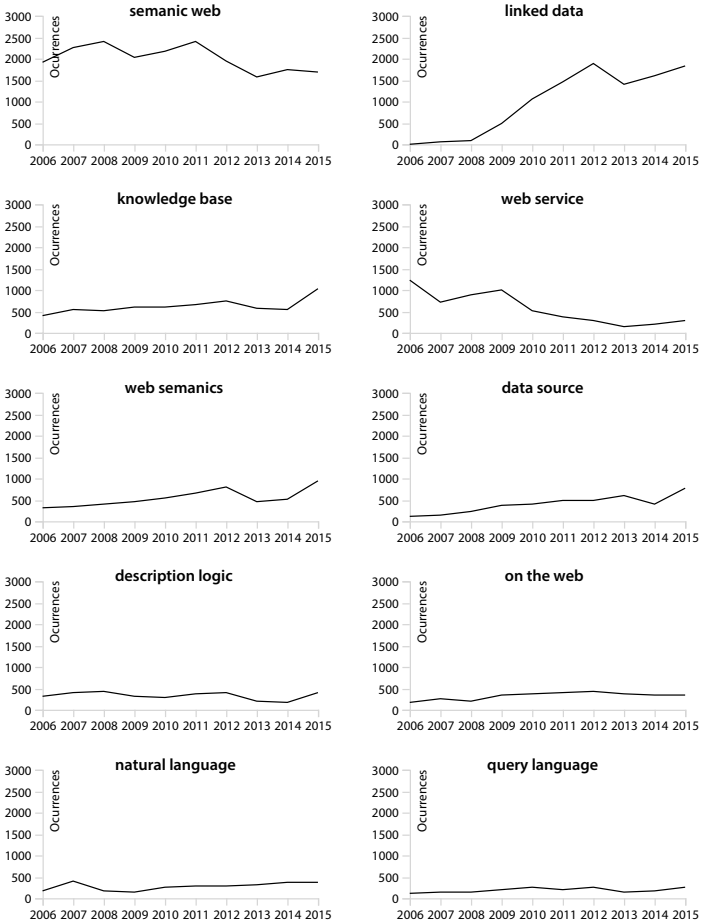 semanic web
3000
2500
2000
1500
1000
500
0
Ocurrences
2006 2007 2008 2009 2010 2011 2012 2013 2014 2015
linked data
3000
2500
2000
1500
1000
500
0
Ocurrences
2006 2007 2008 2009 2010 2011 2012 2013 2014 2015
knowledge base
3000
2500
2000
1500
1000
500
0
Ocurrences
2006 2007 2008 2009 2010 2011 2012 2013 2014 2015
web service
3000
2500
2000
1500
1000
500
0
Ocurrences
2006 2007 2008 2009 2010 2011 2012 2013 2014 2015
web semanics
3000
2500
2000
1500
1000
500
0
Ocurrences
2006 2007 2008 2009 2010 2011 2012 2013 2014 2015
data source
3000
2500
2000
1500
1000
500
0
Ocurrences
2006 2007 2008 2009 2010 2011 2012 2013 2014 2015
description logic
3000
2500
2000
1500
1000
500
0
Ocurrences
2006 2007 2008 2009 2010 2011 2012 2013 2014 2015
on the web
3000
2500
2000
1500
1000
500
0
Ocurrences
2006 2007 2008 2009 2010 2011 2012 2013 2014 2015
natural language
3000
2500
2000
1500
1000
500
0
Ocurrences
2006 2007 2008 2009 2010 2011 2012 2013 2014 2015
query language
3000
2500
2000
1500
1000
500
0
Ocurrences
2006 2007 2008 2009 2010 2011 2012 2013 2014 2015